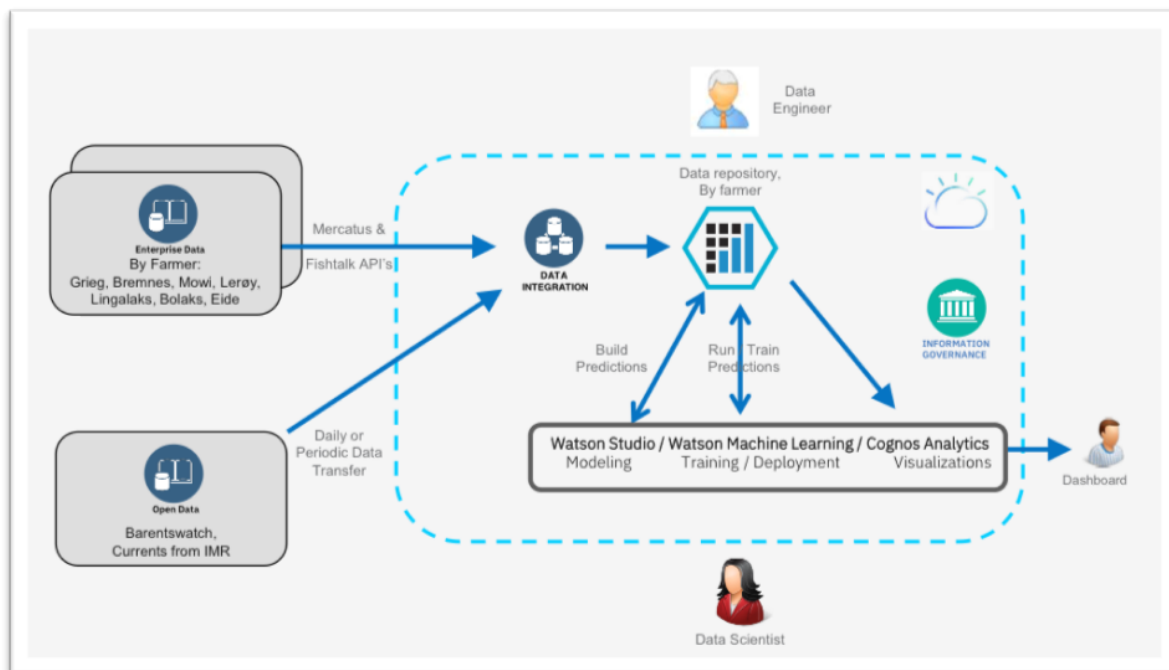 Data
Engineer
Data repository,
By farmer
Enterprise Data
By Farmer:
Grieg, Bremnes, Mowi, Lerøy,
Lingalaks, Bolaks, Eide
Mercatus &
Fishtalk API's
DATA
INTEGRATION
INFORMATION
GOVERNANCE
Build
Predictions
Run Train
Predictions
Daily or
Periodic Data
Transfer
Open Data
Barentswatch,
Currents from IMR
Watson Studio / Watson Machine Learning / Cognos Analytics
Modeling Training / Deployment Visualizations
Dashboard
Data Scientist